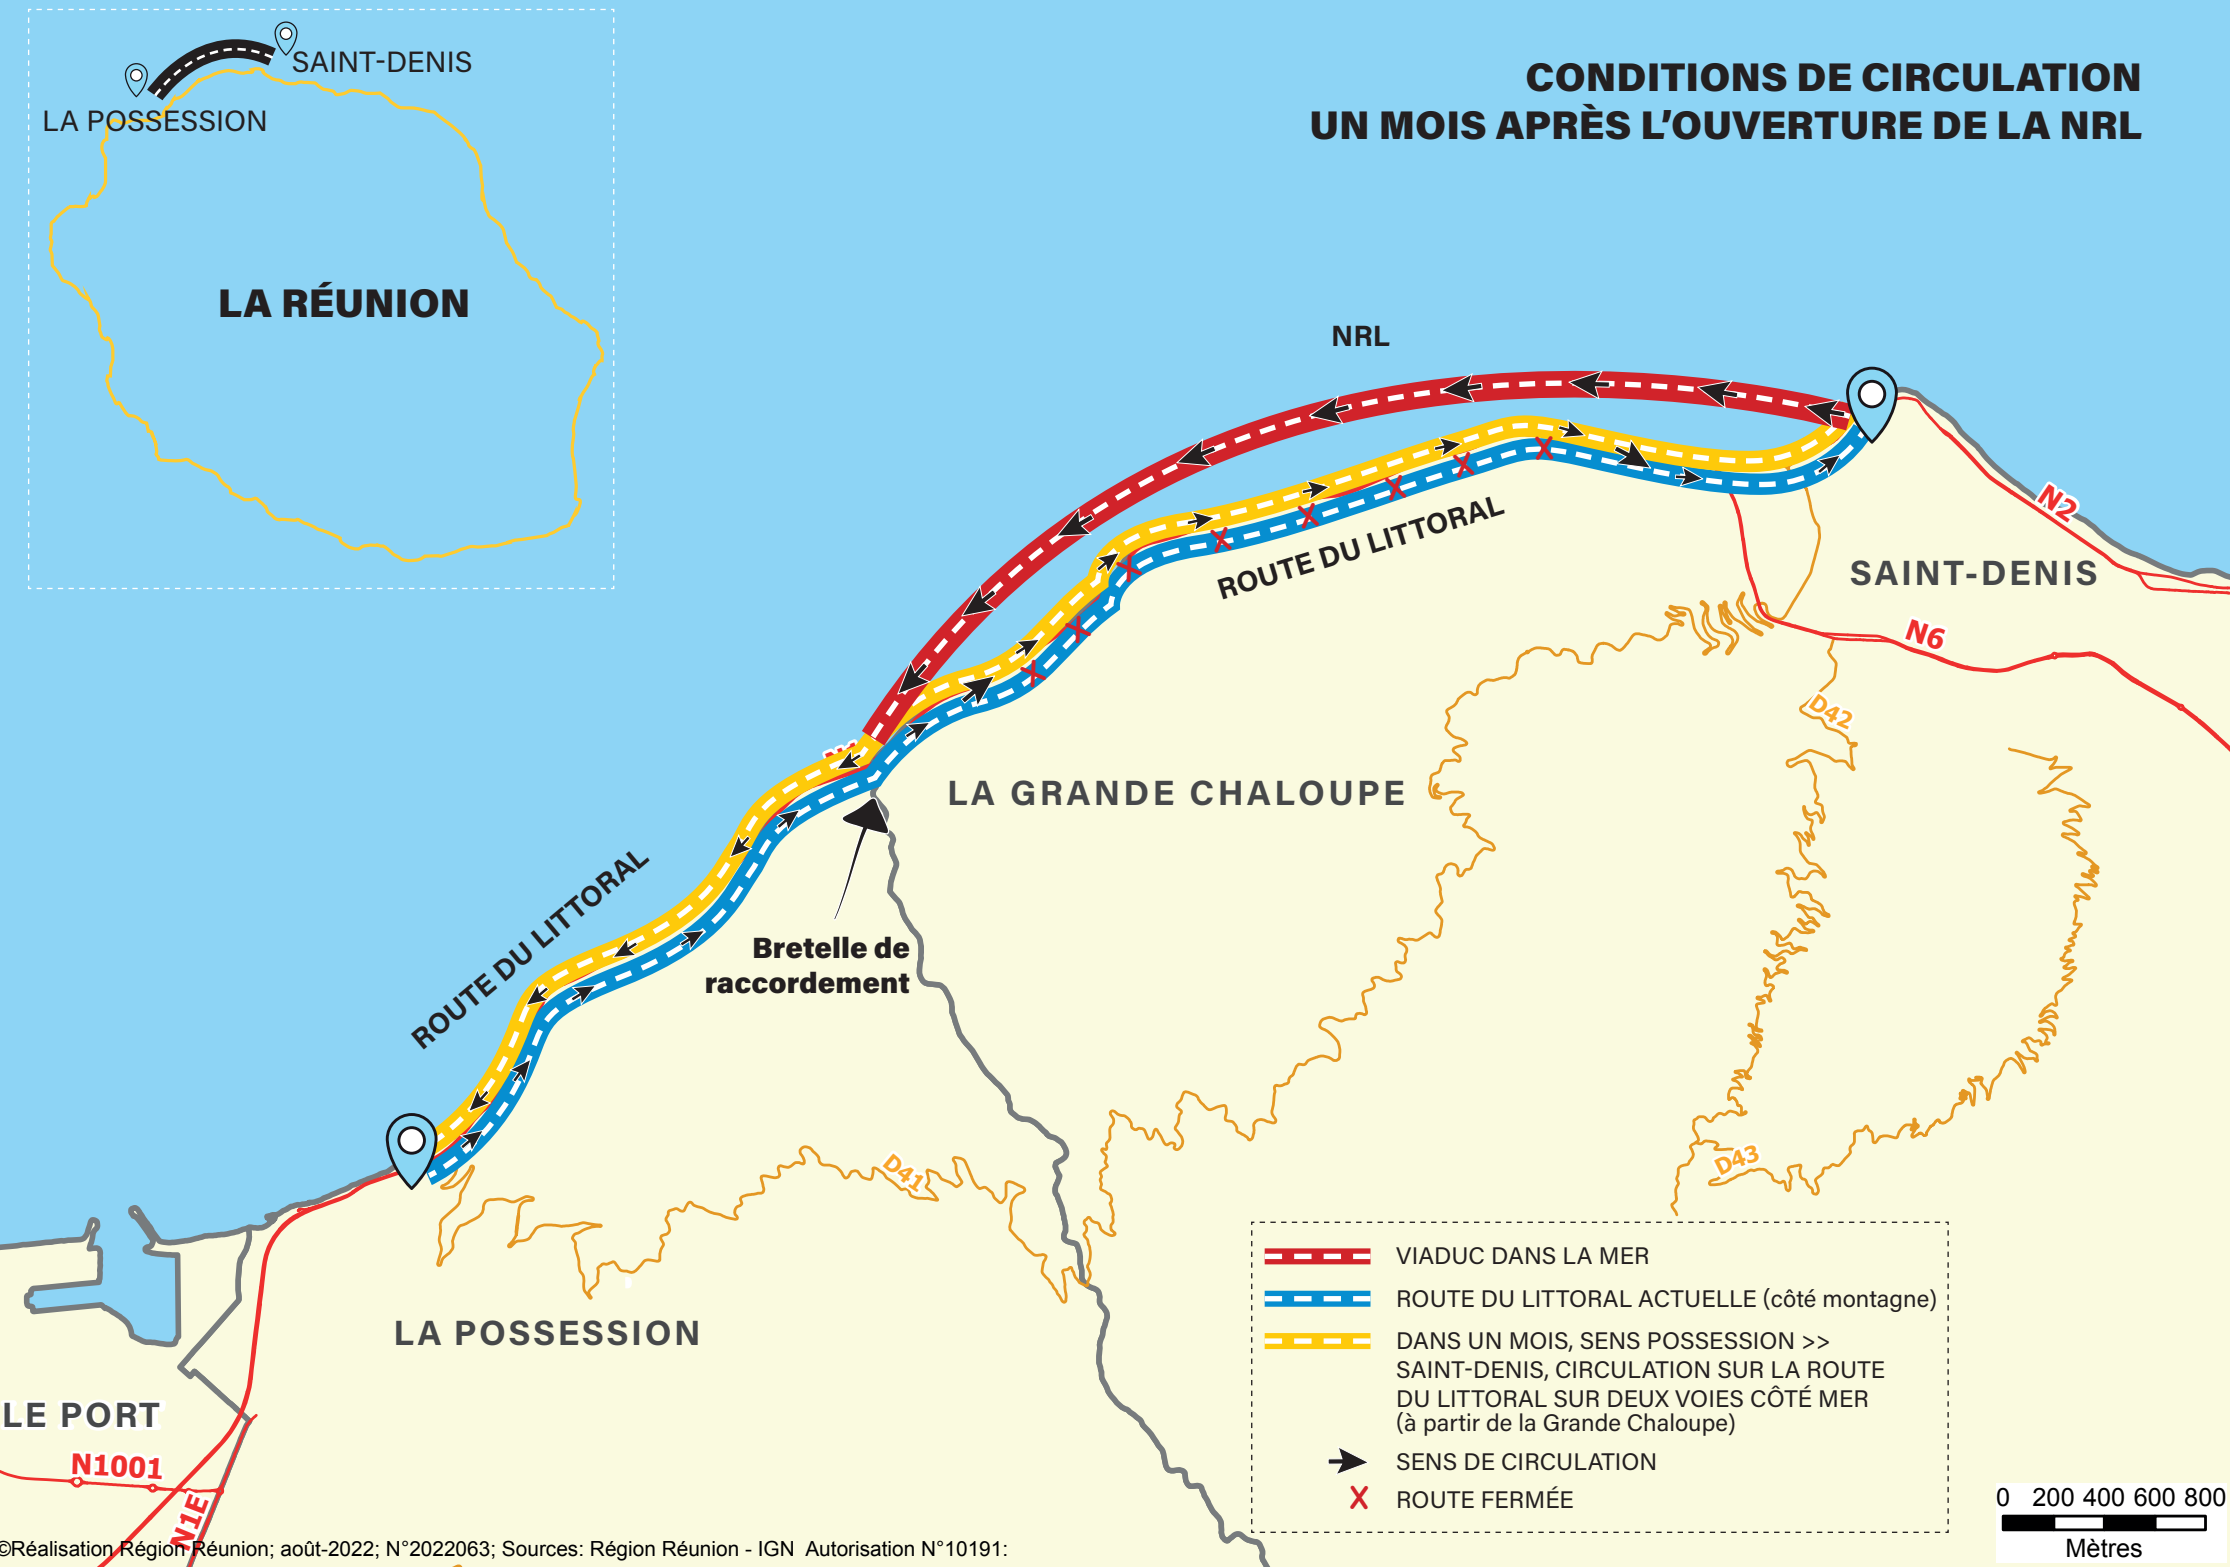 SAINT-DENIS
LA POSSESSION
LA RÉUNION
CONDITIONS DE CIRCULATION
UN MOIS APRÈS L'OUVERTURE DE LA NRL
NRL
ROUTE DU LITTORAL
N2
SAINT-DENIS
N6
D42
LA GRANDE CHALOUPE
ROUTE DU LITTORAL
Bretelle de
raccordement
D41
D43
LA POSSESSION
LE PORT
N1001
N1E
VIADUC DANS LA MER
ROUTE DU LITTORAL ACTUELLE (côté montagne)
DANS UN MOIS, SENS POSSESSION >>
SAINT-DENIS, CIRCULATION SUR LA ROUTE
DU LITTORAL SUR DEUX VOIES CÔTÉ MER
(à partir de la Grande Chaloupe)
SENS DE CIRCULATION
ROUTE FERMÉE
0 200 400 600 800
Mètres
©Réalisation Région Réunion; août-2022; N°2022063; Sources: Région Réunion - IGN Autorisation N°10191: